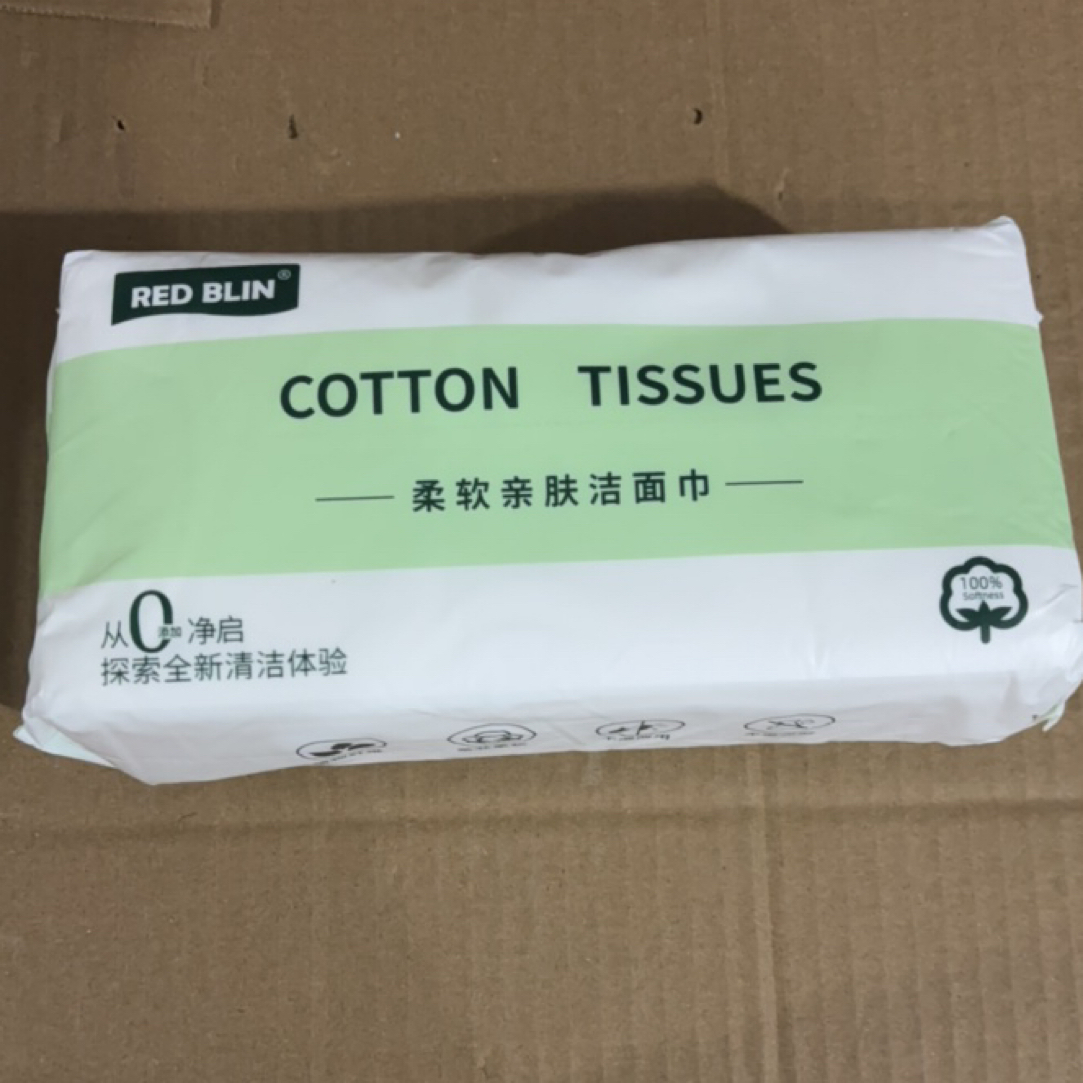 RED BLIN®
COTTON TISSUES
柔软亲肤洁面巾
从0添加净启
探索全新清洁体验
100%
Softness